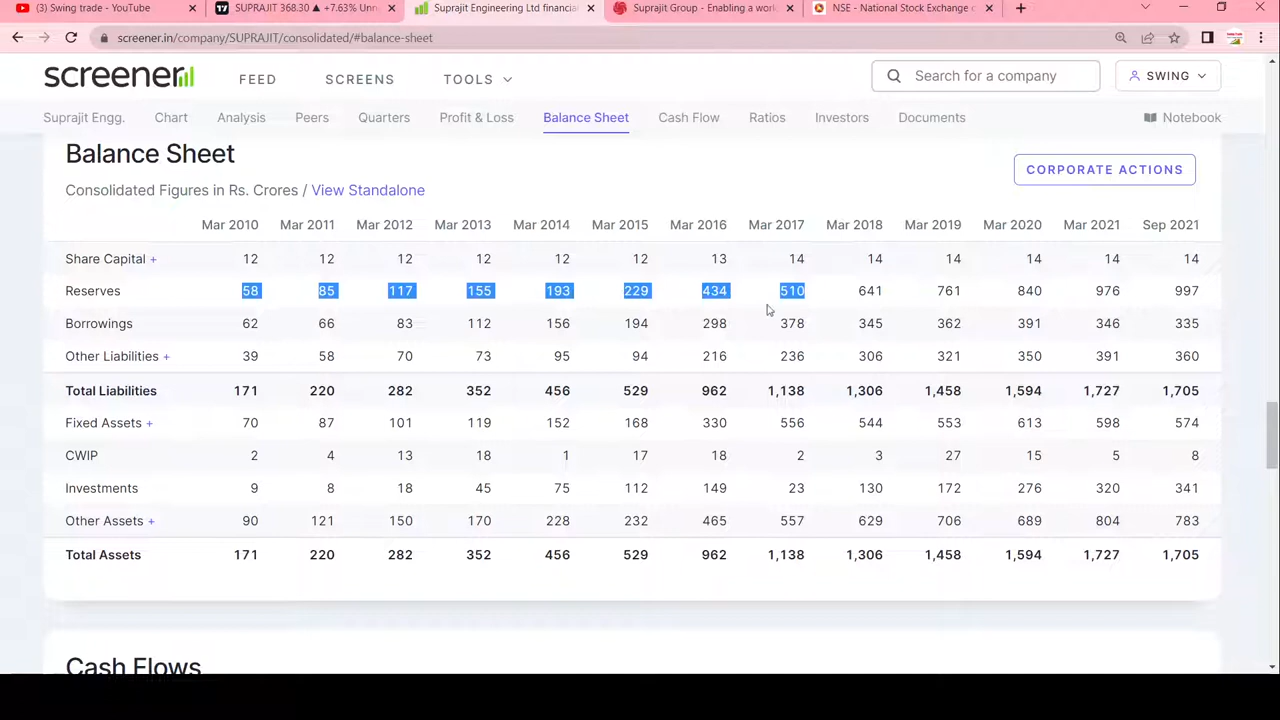 (3) Swing trade - YouTube
SUPRAJIT 368.30 ▲ +7.63% Unn
Suprajit Engineering Ltd financia
Suprajit Group - Enabling a worl
NSE - National Stock Exchange o
screener.in/company/SUPRAJIT/consolidated/#balance-sheet
screener FEED SCREENS TOOLS Search for a company SWING
Suprajit Engg. Chart Analysis Peers Quarters Profit & Loss Balance Sheet Cash Flow Ratios Investors Documents Notebook
Balance Sheet
CORPORATE ACTIONS
Consolidated Figures in Rs. Crores / View Standalone
Mar 2010 Mar 2011 Mar 2012 Mar 2013 Mar 2014 Mar 2015 Mar 2016 Mar 2017 Mar 2018 Mar 2019 Mar 2020 Mar 2021 Sep 2021
Share Capital + 12 12 12 12 12 12 13 14 14 14 14 14 14
Reserves 58 85 117 155 193 229 434 510 641 761 840 976 997
Borrowings 62 66 83 112 156 194 298 378 345 362 391 346 335
Other Liabilities + 39 58 70 73 95 94 216 236 306 321 350 391 360
Total Liabilities 171 220 282 352 456 529 962 1,138 1,306 1,458 1,594 1,727 1,705
Fixed Assets + 70 87 101 119 152 168 330 556 544 553 613 598 574
CWIP 2 4 13 18 1 17 18 2 3 27 15 5 8
Investments 9 8 18 45 75 112 149 23 130 172 276 320 341
Other Assets + 90 121 150 170 228 232 465 557 629 706 689 804 783
Total Assets 171 220 282 352 456 529 962 1,138 1,306 1,458 1,594 1,727 1,705
Cash Flows